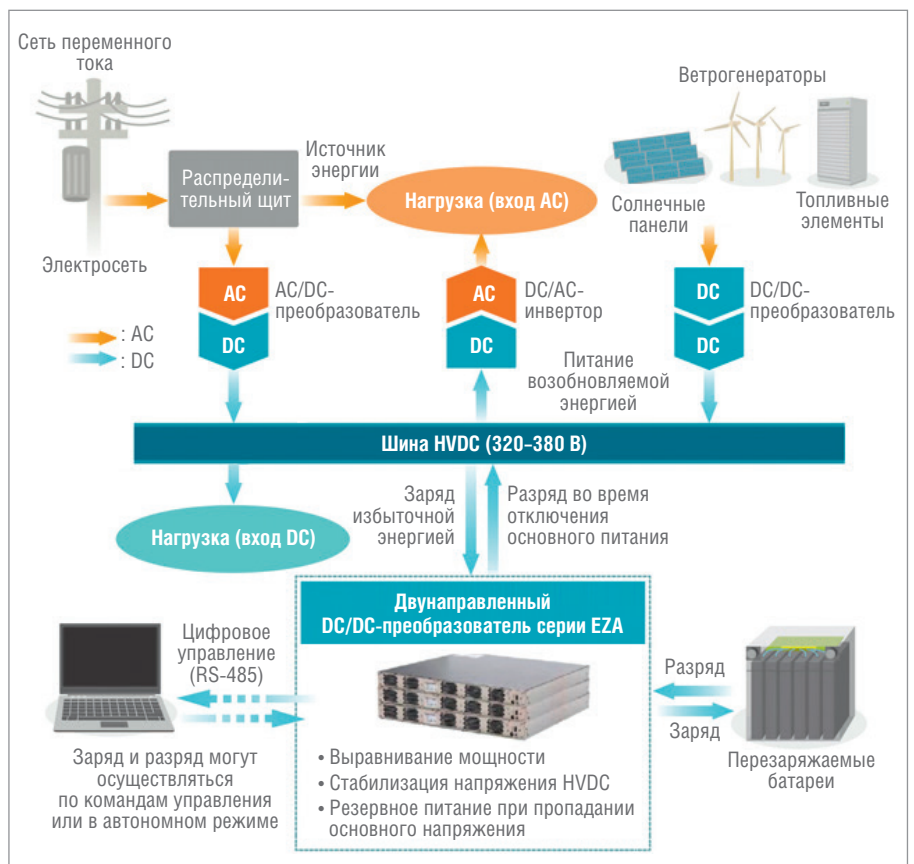 Сеть переменного
тока
Ветрогенераторы
Источник
энергии
Распредели-
тельный щит
Нагрузка (вход AC)
Солнечные
панели
Топливные
элементы
Электросеть
AC
DC
AC/DC-
преобразователь
AC
DC
DC/AC-
инвертор
DC
DC
DC/DC-
преобразователь
: AC
: DC
Питание
возобновляемой
энергией
Шина HVDC (320–380 В)
Заряд
избыточной
энергией
Разряд во время
отключения
основного питания
Нагрузка (вход DC)
Двунаправленный
DC/DC-преобразователь серии EZA
Цифровое
управление
(RS-485)
Разряд
Заряд
Заряд и разряд могут
осуществляться
по командам управления
или в автономном режиме
• Выравнивание мощности
• Стабилизация напряжения HVDC
• Резервное питание при пропадании
основного напряжения
Перезаряжаемые
батареи